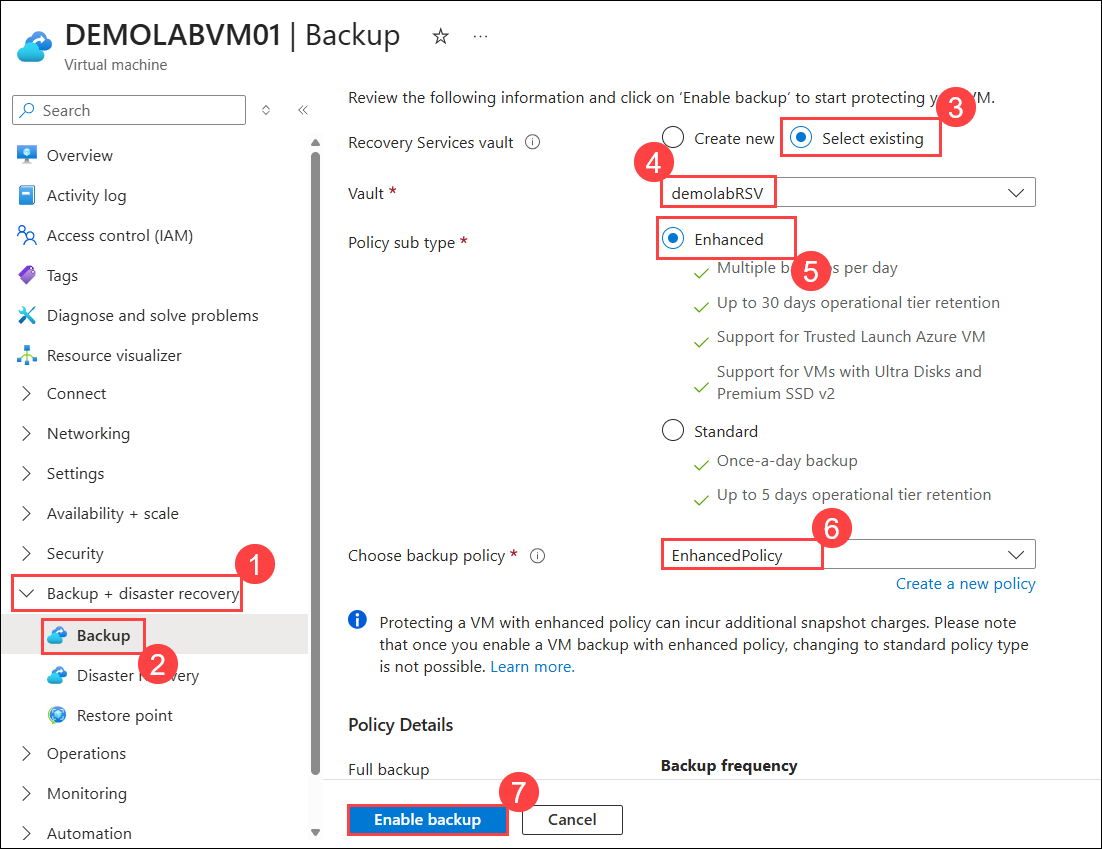 DEMOLABVM01 | Backup
Virtual machine
Search
Overview
Activity log
Access control (IAM)
Tags
Diagnose and solve problems
Resource visualizer
Connect
Networking
Settings
Availability + scale
Security
1
Backup + disaster recovery
Backup
2
Disaster
Restore point
Operations
Monitoring
Automation
Review the following information and click on ‘Enable backup’ to start protecting VM.
3
Recovery Services vault
Create new
Select existing
4
Vault *
demolabRSV
Policy sub type *
Enhanced
5
Multiple per day
Up to 30 days operational tier retention
Support for Trusted Launch Azure VM
Support for VMs with Ultra Disks and
Premium SSD v2
Standard
Once-a-day backup
Up to 5 days operational tier retention
6
Choose backup policy *
EnhancedPolicy
Create a new policy
Protecting a VM with enhanced policy can incur additional snapshot charges. Please note
that once you enable a VM backup with enhanced policy, changing to standard policy type
is not possible. Learn more.
Policy Details
Full backup
Backup frequency
7
Enable backup
Cancel